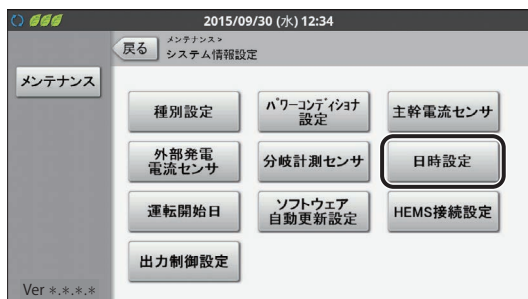 2015/09/30 (水) 12:34
戻る
メンテナンス>
システム情報設定
メンテナンス
種別設定
パワーコンディショナ
設定
主幹電流センサ
外部発電
電流センサ
分岐計測センサ
日時設定
運転開始日
ソフトウェア
自動更新設定
HEMS接続設定
出力制御設定
Ver *.*.*.*